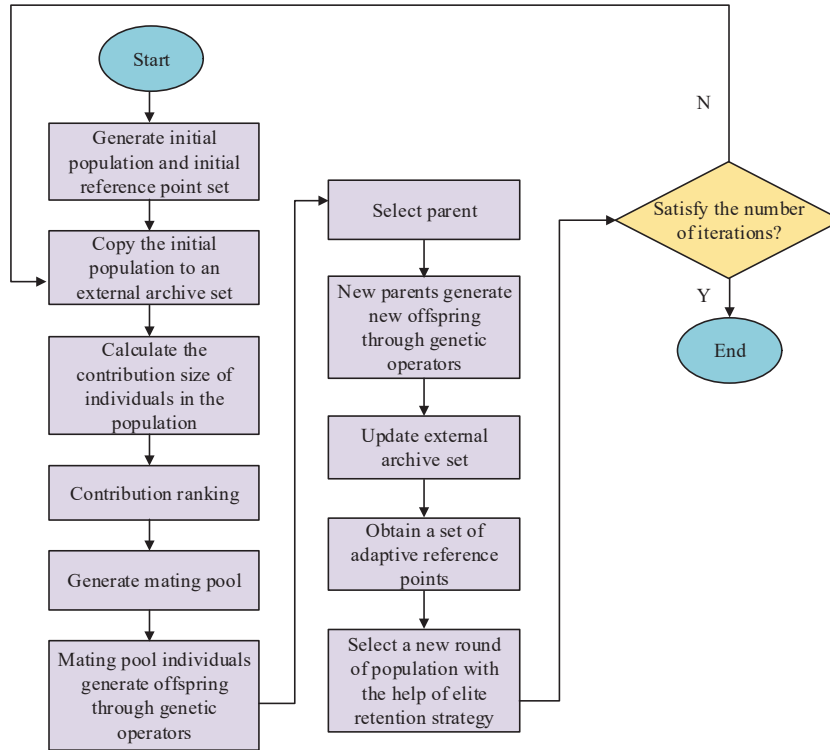 Start
Generate initial
population and initial
reference point set
Copy the initial
population to an
external archive set
Calculate the
contribution size of
individuals in the
population
Contribution ranking
Generate mating pool
Mating pool individuals
generate offspring
through genetic
operators
Select parent
New parents generate
new offspring
through genetic
operators
Update external
archive set
Obtain a set of
adaptive reference
points
Select a new round
of population with
the help of elite
retention strategy
N
Satisfy the number
of iterations?
Y
End